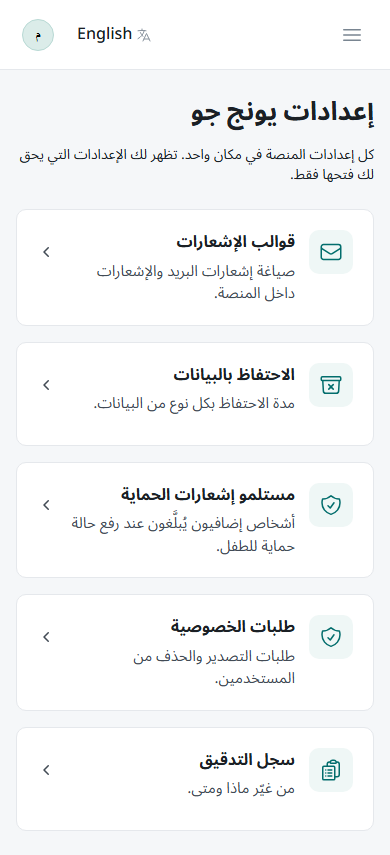 English
م
إعدادات يونج جو
كل إعدادات المنصة في مكان واحد. تظهر لك الإعدادات التي يحق
لك فتحها فقط.
قوالب الإشعارات
صياغة إشعارات البريد والإشعارات
داخل المنصة.
الاحتفاظ بالبيانات
مدة الاحتفاظ بكل نوع من البيانات.
مستلمو إشعارات الحماية
أشخاص إضافيون يُبلَّغون عند رفع حالة
حماية للطفل.
طلبات الخصوصية
طلبات التصدير والحذف من
المستخدمين.
سجل التدقيق
من غيّر ماذا ومتى.